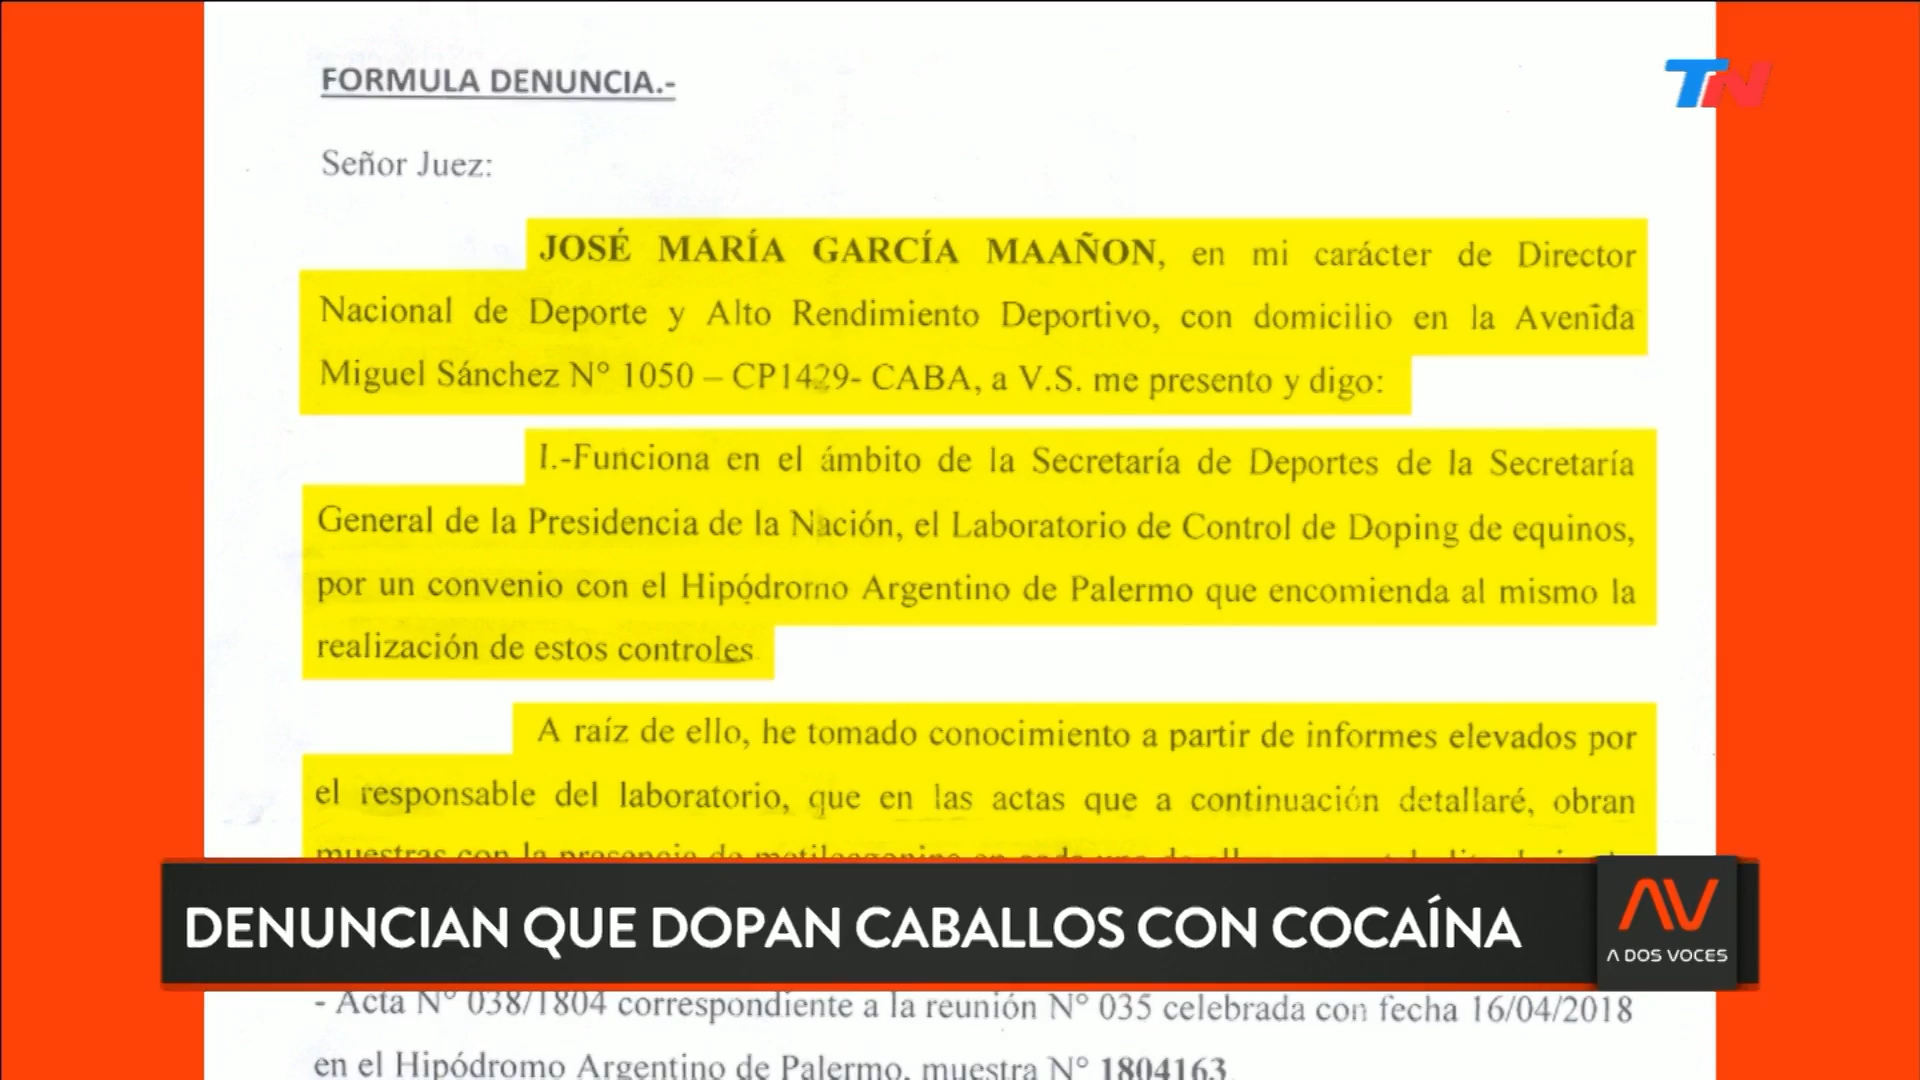 FORMULA DENUNCIA.-
TN
Señor Juez:
JOSÉ MARÍA GARCÍA MAAÑON, en mi carácter de Director
Nacional de Deporte y Alto Rendimiento Deportivo, con domicilio en la Avenida
Miguel Sánchez N° 1050 – CP1429- CABA, a V.S. me presento y digo:
I.-Funciona en el ámbito de la Secretaría de Deportes de la Secretaría
General de la Presidencia de la Nación, el Laboratorio de Control de Doping de equinos,
por un convenio con el Hipódromo Argentino de Palermo que encomienda al mismo la
realización de estos controles
A raíz de ello, he tomado conocimiento a partir de informes elevados por
el responsable del laboratorio, que en las actas que a continuación detallaré, obran
muestras con la presencia de
DENUNCIAN QUE DOPAN CABALLOS CON COCAÍNA
AV
A DOS VOCES
- Acta N° 038/1804 correspondiente a la reunión N° 035 celebrada con fecha 16/04/2018
en el Hipódromo Argentino de Palermo, muestra N° 1804163